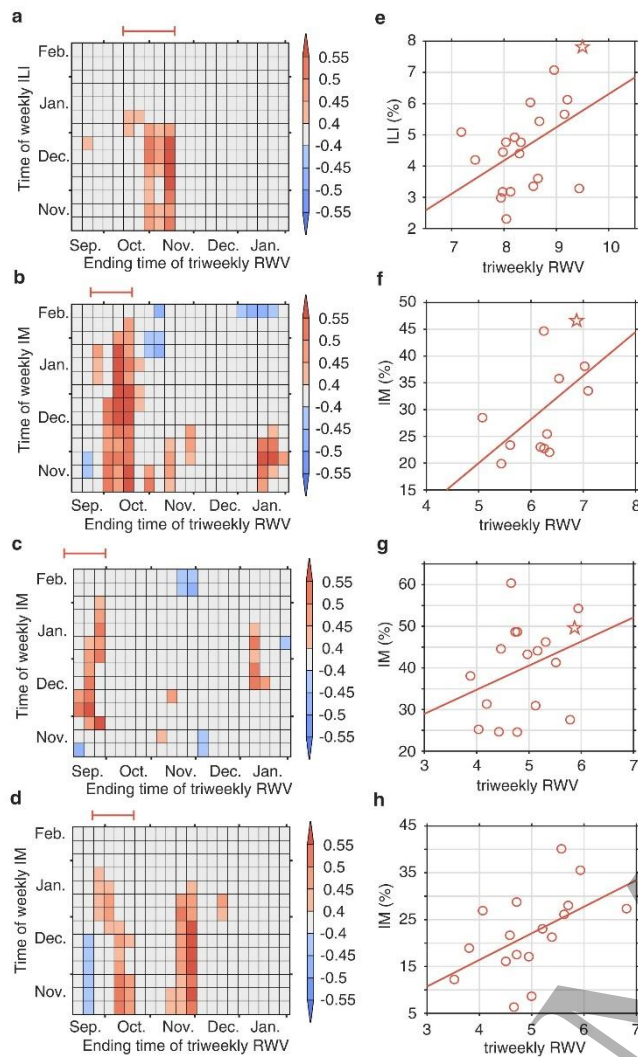 a
Time of weekly ILI
Feb.
Jan.
Dec.
Nov.
Sep. Oct. Nov. Dec. Jan.
Ending time of triweekly RWV
0.55
0.5
0.45
0.4
-0.4
-0.45
-0.5
-0.55
e
ILI (%)
8
7
6
5
4
3
2
7 8 9 10
triweekly RWV
b
Time of weekly IM
Feb.
Jan.
Dec.
Nov.
Sep. Oct. Nov. Dec. Jan.
Ending time of triweekly RWV
0.55
0.5
0.45
0.4
-0.4
-0.45
-0.5
-0.55
f
IM (%)
50
45
40
35
30
25
20
15
4 5 6 7 8
triweekly RWV
c
Time of weekly IM
Feb.
Jan.
Dec.
Nov.
Sep. Oct. Nov. Dec. Jan.
Ending time of triweekly RWV
0.55
0.5
0.45
0.4
-0.4
-0.45
-0.5
-0.55
g
IM (%)
60
50
40
30
20
3 4 5 6 7
triweekly RWV
d
Time of weekly IM
Feb.
Jan.
Dec.
Nov.
Sep. Oct. Nov. Dec. Jan.
Ending time of triweekly RWV
0.55
0.5
0.45
0.4
-0.4
-0.45
-0.5
-0.55
h
IM (%)
45
35
25
15
5
3 4 5 6 7
triweekly RWV